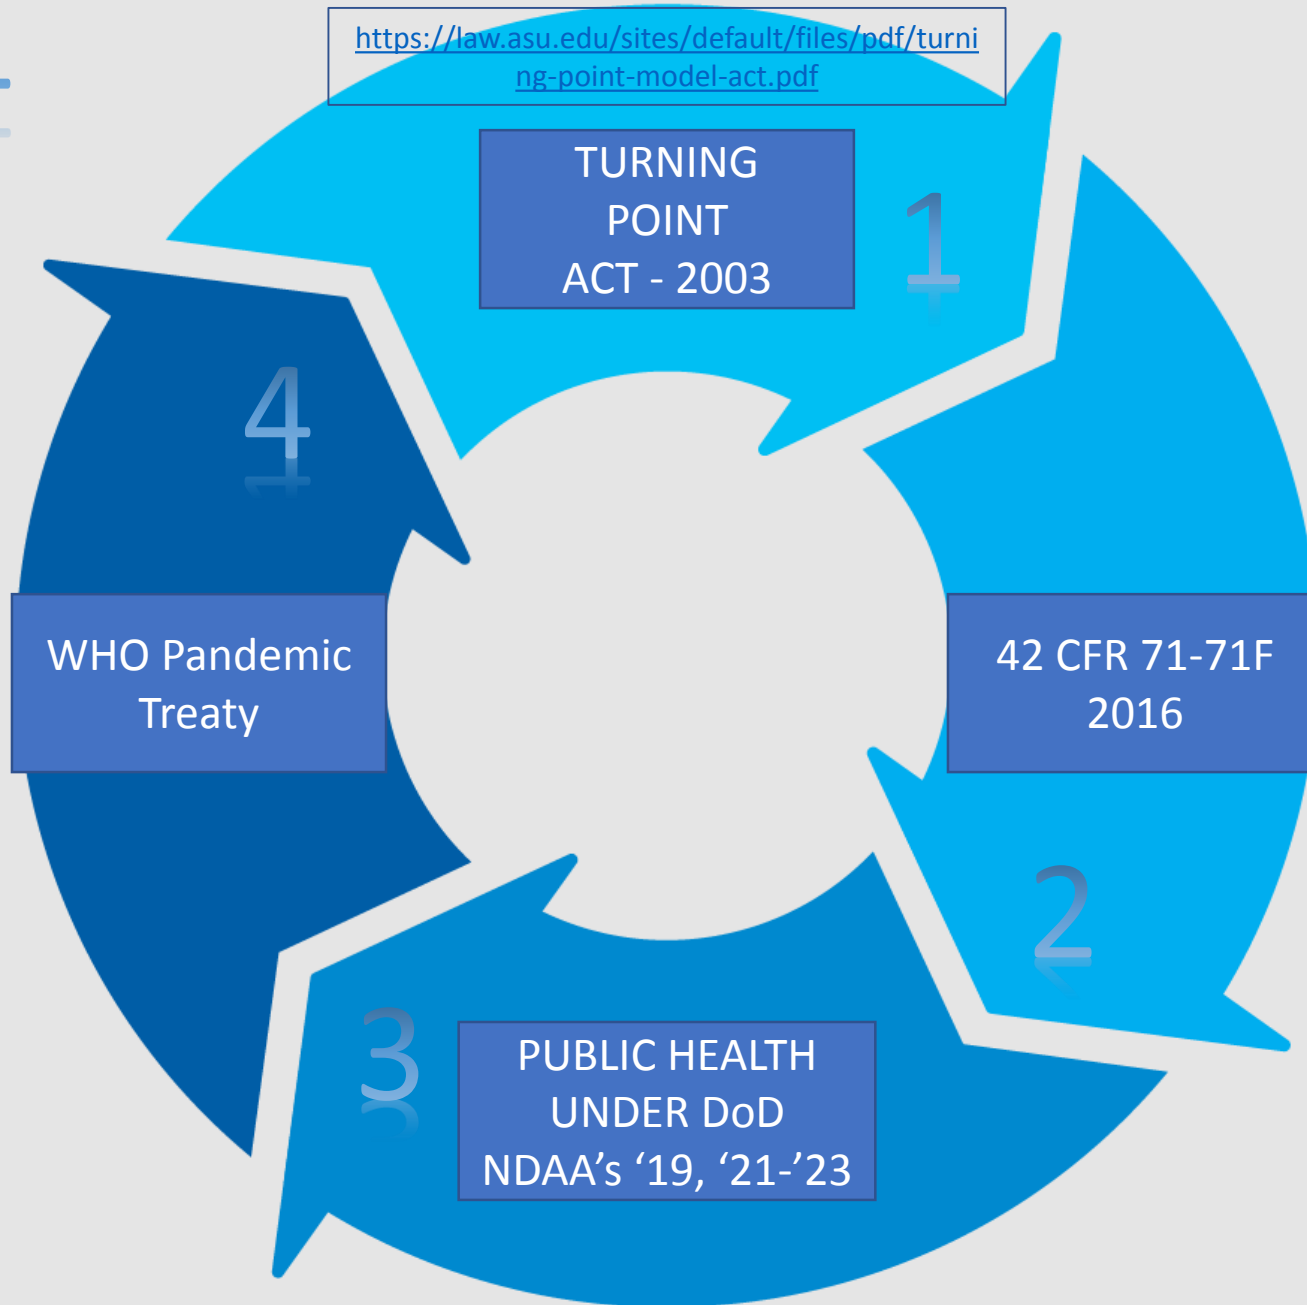 https://law.asu.edu/sites/default/files/pdf/turni
ng-point-model-act.pdf
TURNING
POINT
ACT - 2003
1
42 CFR 71-71F
2016
2
PUBLIC HEALTH
UNDER DoD
NDAA’s ‘19, ‘21-’23
3
WHO Pandemic
Treaty
4